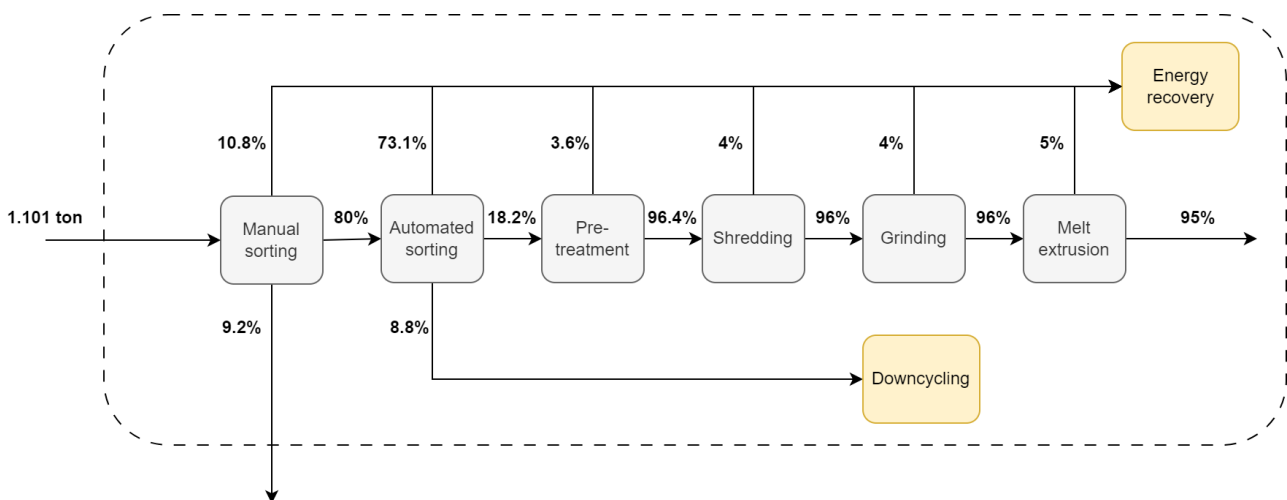 Energy
recovery
10.8%
73.1%
3.6%
4%
4%
5%
1.101 ton
Manual
sorting
80%
Automated
sorting
18.2%
Pre-
treatment
96.4%
Shredding
96%
Grinding
96%
Melt
extrusion
95%
9.2%
8.8%
Downcycling